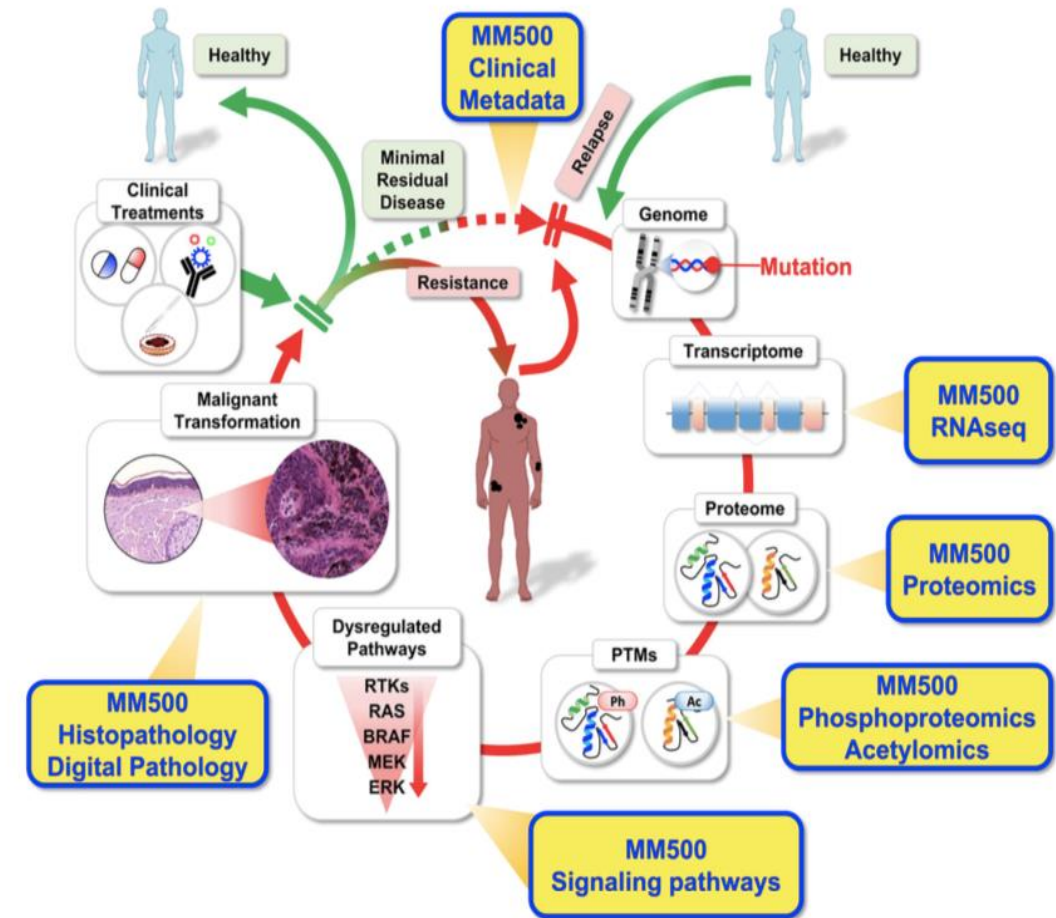 Healthy
MM500
Clinical
Metadata
Healthy
Minimal
Residual
Disease
Relapse
Clinical
Treatments
Genome
Mutation
Resistance
Transcriptome
MM500
RNAseq
Malignant
Transformation
Proteome
MM500
Proteomics
Dysregulated
Pathways
RTKs
RAS
BRAF
MEK
ERK
PTMs
Ph
Ac
MM500
Phosphoproteomics
Acetylomics
MM500
Histopathology
Digital Pathology
MM500
Signaling pathways